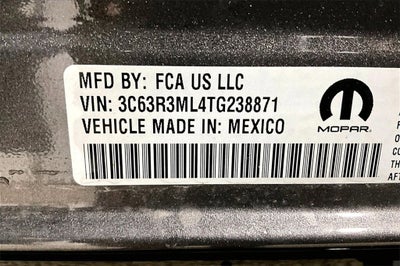 MFD BY: FCA US LLC
VIN: 3C63R3ML4TG238871
VEHICLE MADE IN: MEXICO
MOPAR